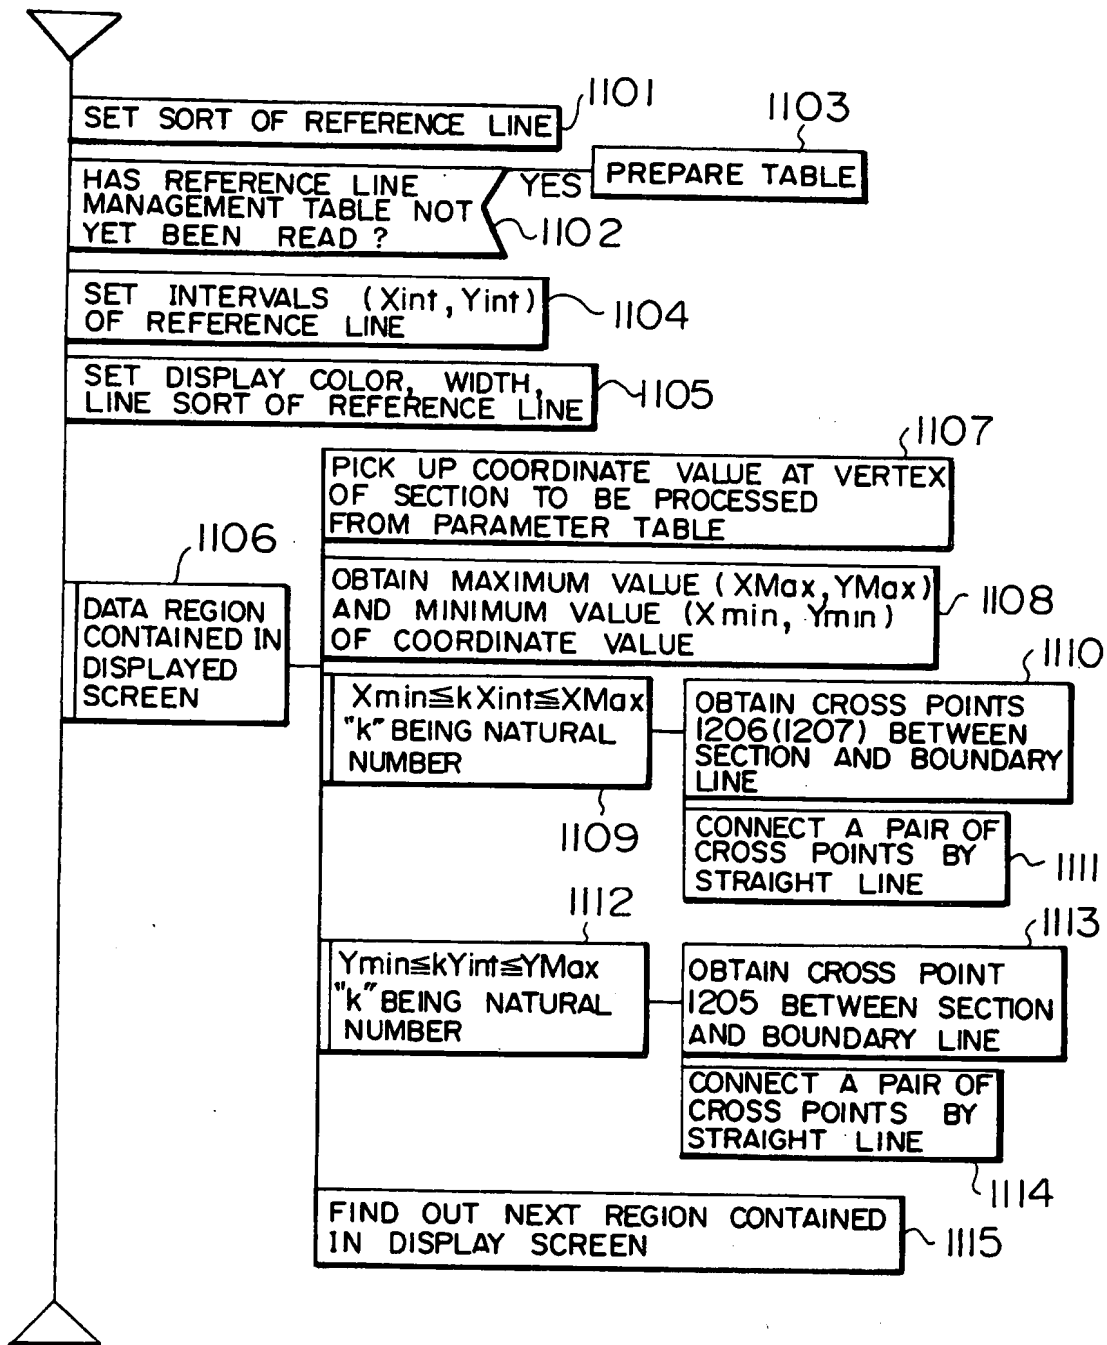 1101
SET SORT OF REFERENCE LINE
1103
PREPARE TABLE
HAS REFERENCE LINE
MANAGEMENT TABLE NOT
YET BEEN READ ?
YES
1102
SET INTERVALS (Xint, Yint)
OF REFERENCE LINE
1104
SET DISPLAY COLOR, WIDTH,
LINE SORT OF REFERENCE LINE
1105
1106
DATA REGION
CONTAINED IN
DISPLAYED
SCREEN
1107
PICK UP COORDINATE VALUE AT VERTEX
OF SECTION TO BE PROCESSED
FROM PARAMETER TABLE
OBTAIN MAXIMUM VALUE (XMax, YMax)
AND MINIMUM VALUE (Xmin, Ymin)
OF COORDINATE VALUE
1108
Xmin≦kXint≦XMax
"k" BEING NATURAL
NUMBER
1109
1110
OBTAIN CROSS POINTS
1206(1207) BETWEEN
SECTION AND BOUNDARY
LINE
CONNECT A PAIR OF
CROSS POINTS BY
STRAIGHT LINE
1111
1112
Ymin≦kYint≦YMax
"k" BEING NATURAL
NUMBER
1113
OBTAIN CROSS POINT
1205 BETWEEN SECTION
AND BOUNDARY LINE
CONNECT A PAIR OF
CROSS POINTS BY
STRAIGHT LINE
1114
FIND OUT NEXT REGION CONTAINED
IN DISPLAY SCREEN
1115